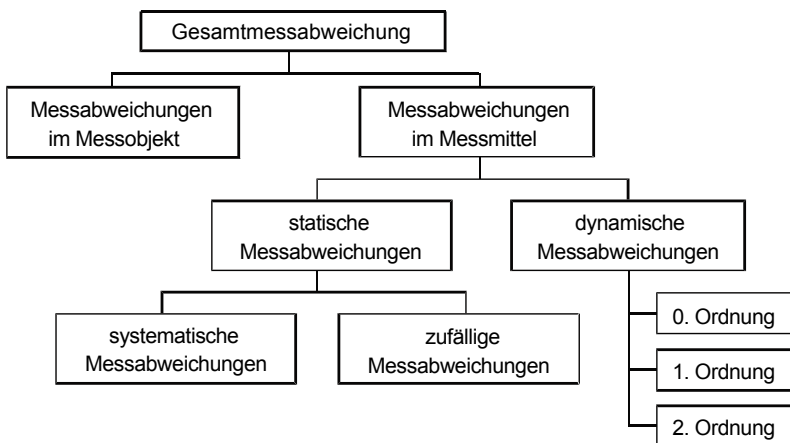 Gesamtmessabweichung
Messabweichungen
im Messobjekt
Messabweichungen
im Messmittel
statische
Messabweichungen
dynamische
Messabweichungen
systematische
Messabweichungen
zufällige
Messabweichungen
0. Ordnung
1. Ordnung
2. Ordnung